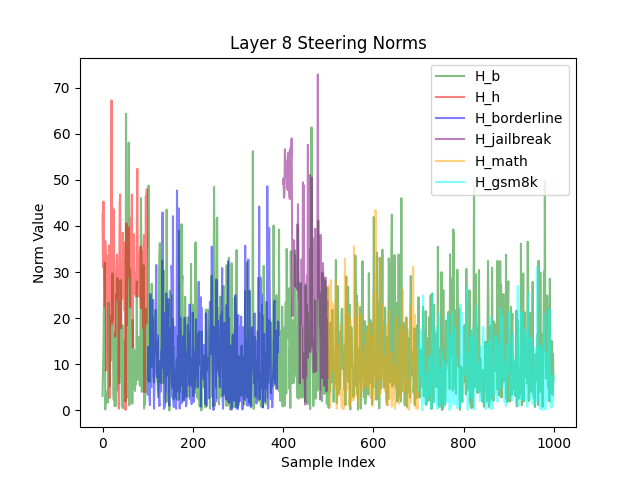 Layer 8 Steering Norms
Norm Value
70
60
50
40
30
20
10
0
H_b
H_h
H_borderline
H_jailbreak
H_math
H_gsm8k
0
200
400
600
800
1000
Sample Index